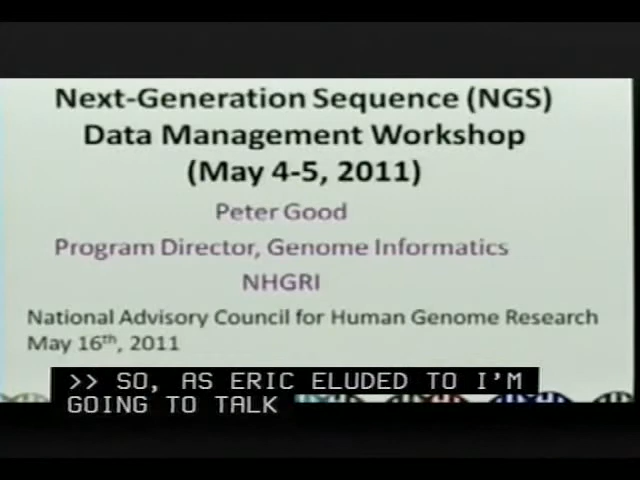 Next-Generation Sequence (NGS)
Data Management Workshop
(May 4-5, 2011)
Peter Good
Program Director, Genome Informatics
NHGRI
National Advisory Council for Human Genome Research
May 16th, 2011
>> SO, AS ERIC ELUDED TO I'M
GOING TO TALK